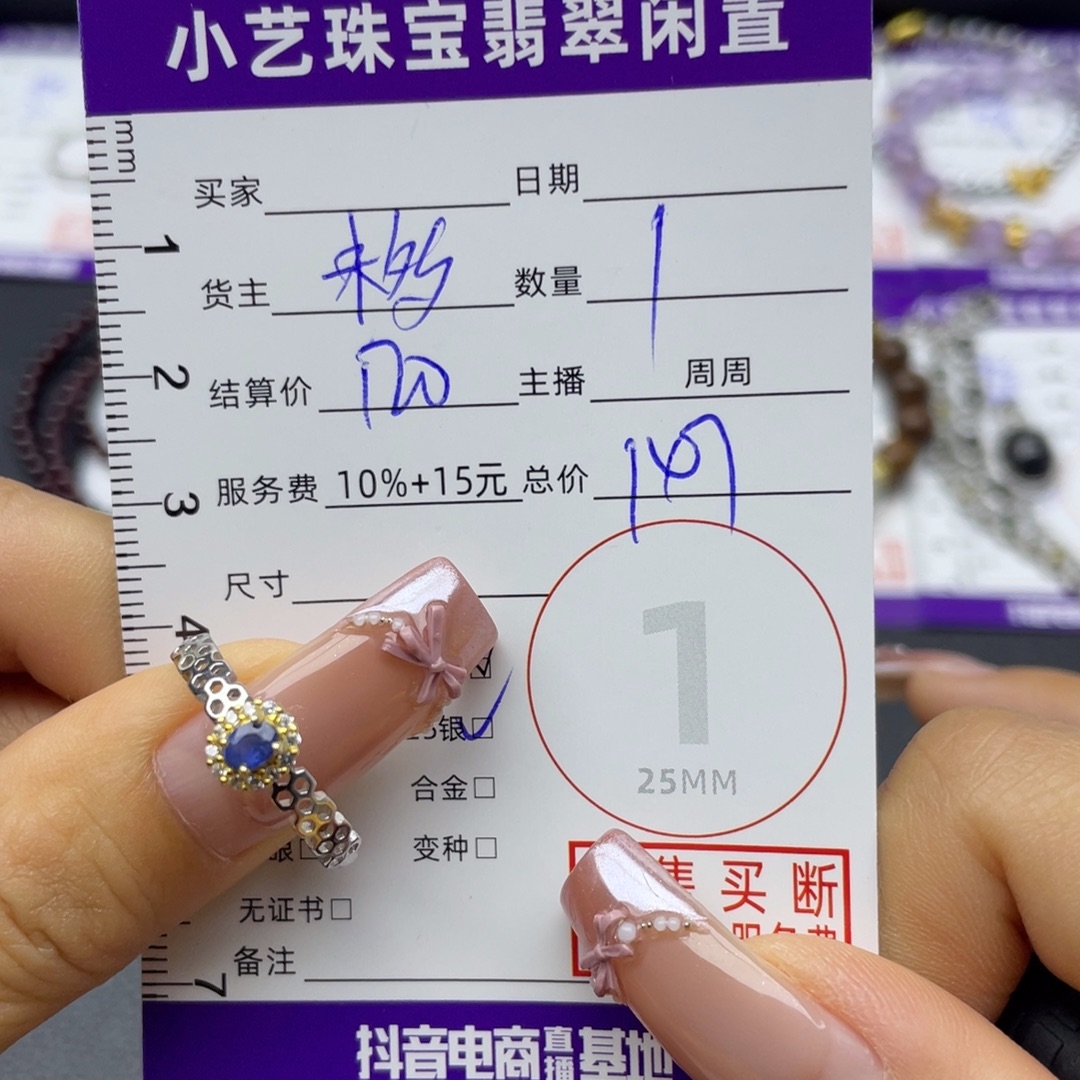 小艺珠宝翡翠闲置
mm
买家 日期
货主 数量 1
结算价 120 主播 周周
服务费 10%+15元 总价 147
尺寸
1
2
3
4
7
1
25MM
银□
合金□
变种□
无证书□
备注
买断
抖音电商直播基地